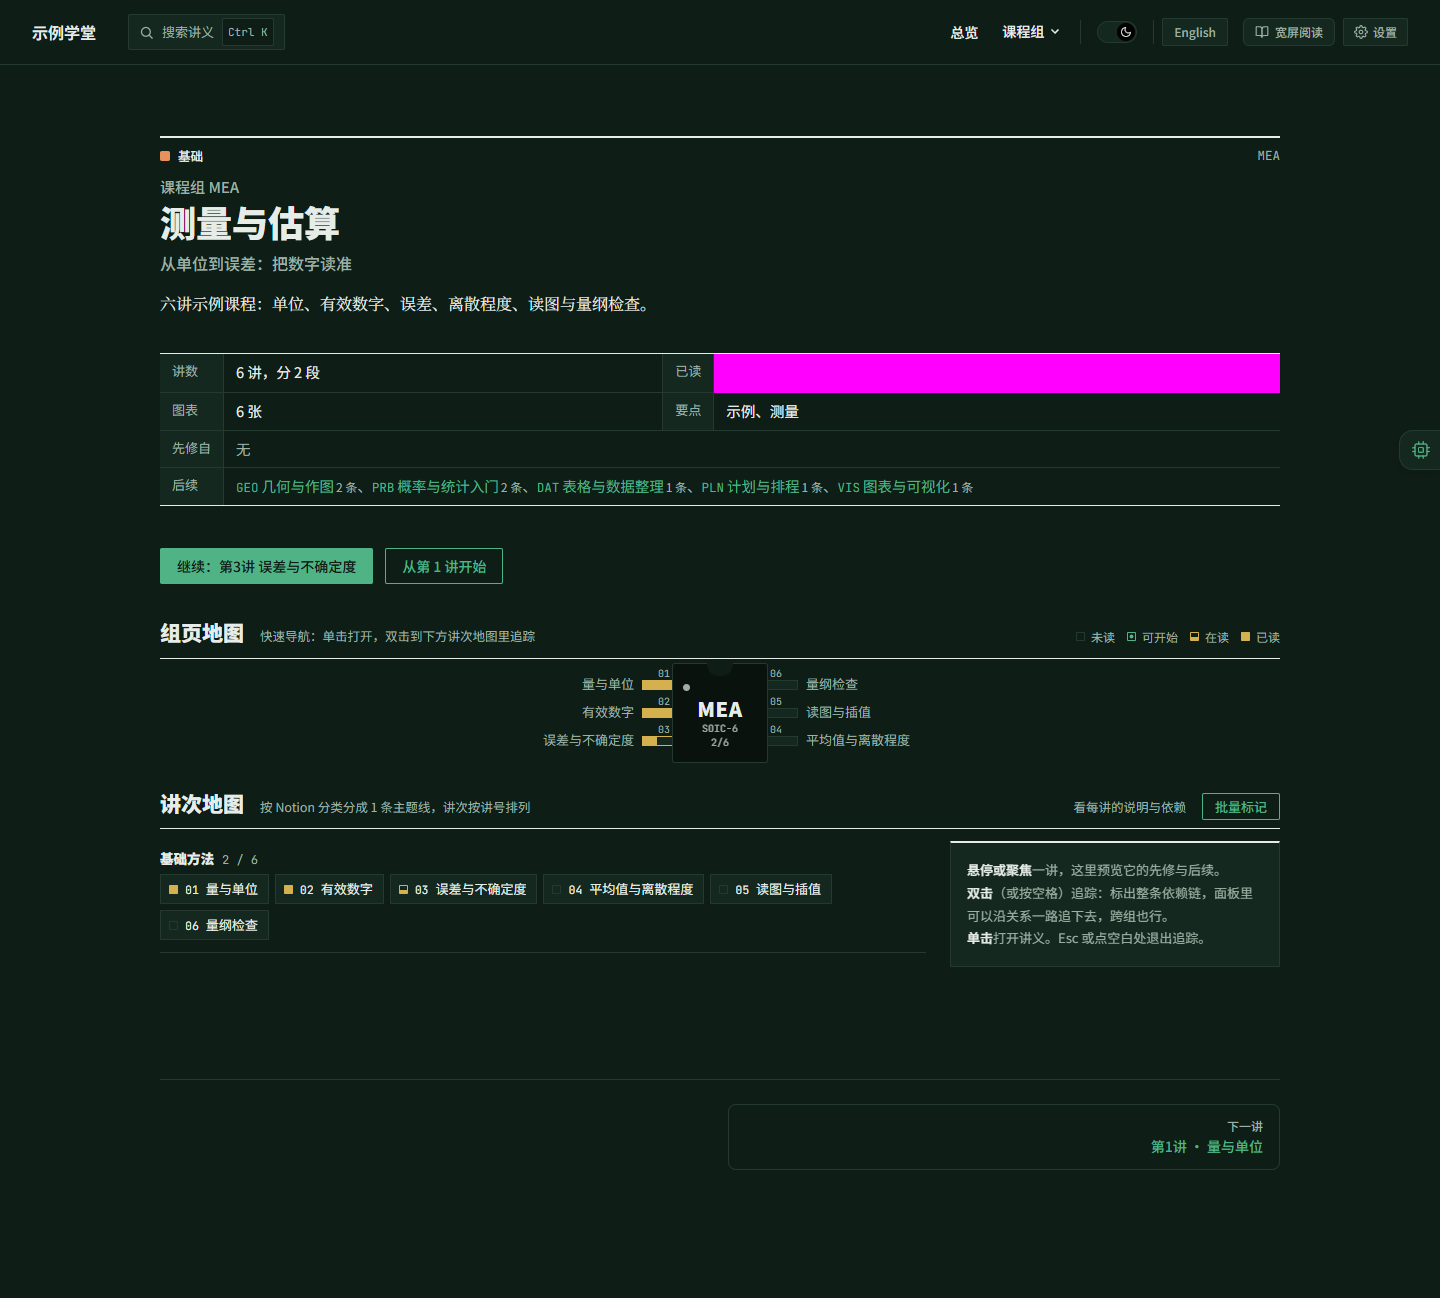 示例学堂
搜索讲义 Ctrl K
总览
课程组
English
宽屏阅读
设置
基础
MEA
课程组 MEA
测量与估算
从单位到误差：把数字读准
六讲示例课程：单位、有效数字、误差、离散程度、读图与量纲检查。
讲数 6 讲，分 2 段 已读
图表 6 张 要点 示例、测量
先修自 无
后续 GEO 几何与作图 2 条、PRB 概率与统计入门 2 条、DAT 表格与数据整理 1 条、PLN 计划与排程 1 条、VIS 图表与可视化 1 条
继续：第3讲 误差与不确定度
从第 1 讲开始
组页地图 快速导航：单击打开，双击到下方讲次地图里追踪
未读 可开始 在读 已读
量与单位 01
有效数字 02
误差与不确定度 03
MEA
SOIC-6
2/6
06 量纲检查
05 读图与插值
04 平均值与离散程度
讲次地图 按 Notion 分类分成 1 条主题线，讲次按讲号排列
看每讲的说明与依赖 批量标记
基础方法 2 / 6
01 量与单位
02 有效数字
03 误差与不确定度
04 平均值与离散程度
05 读图与插值
06 量纲检查
悬停或聚焦一讲，这里预览它的先修与后续。
双击（或按空格）追踪：标出整条依赖链，面板里
可以沿关系一路追下去，跨组也行。
单击打开讲义。Esc 或点空白处退出追踪。
下一讲
第1讲 · 量与单位